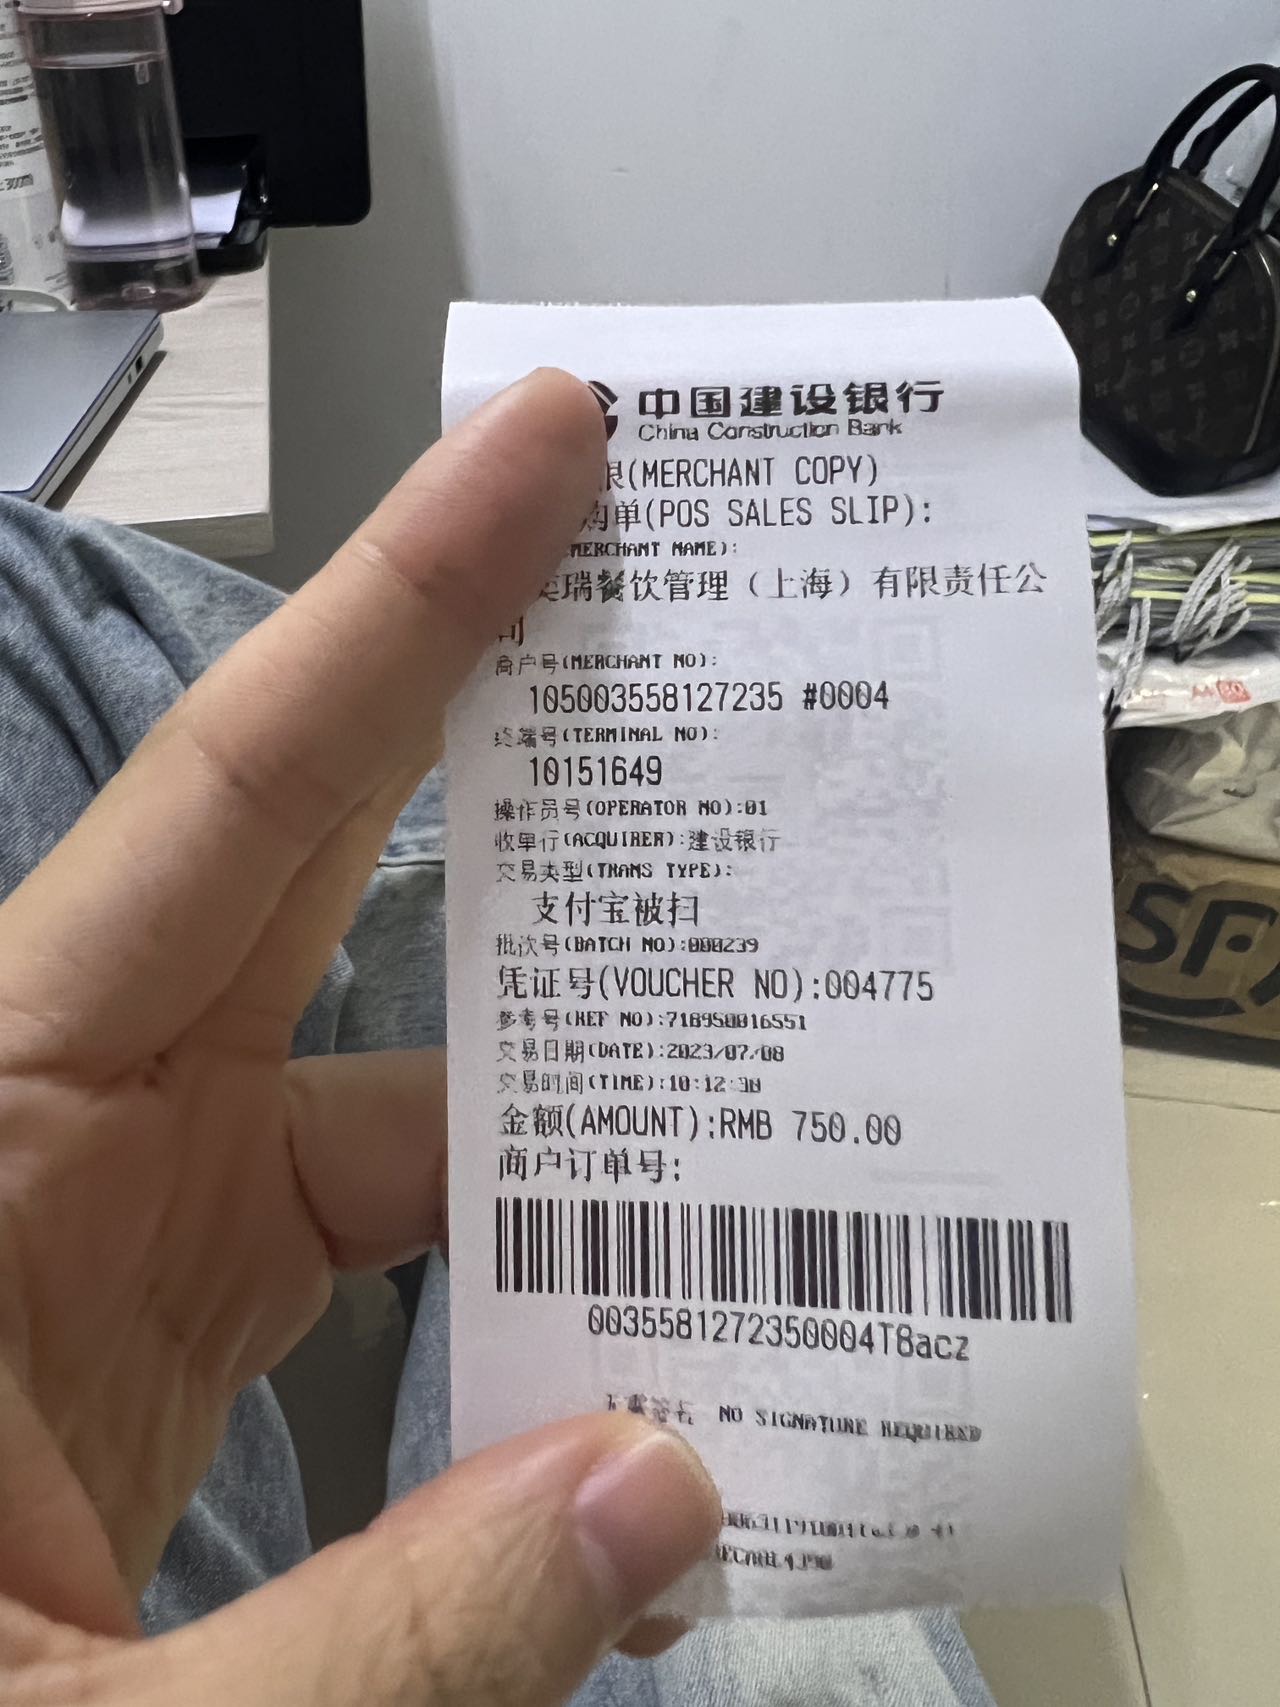 中国建设银行
China Construction Bank
(MERCHANT COPY)
购单(POS SALES SLIP):
(MERCHANT NAME):
瑞餐饮管理（上海）有限责任公
司
商户号(MERCHANT NO):
105003558127235 #0004
终端号(TERMINAL NO):
10151649
操作员号(OPERATOR NO):01
收单行(ACQUIRER):建设银行
交易类型(TRANS TYPE):
支付宝被扫
批次号(BATCH NO):000239
凭证号(VOUCHER NO):004775
参考号(REF NO):718950016551
交易日期(DATE):2023/07/08
交易时间(TIME):10:12:30
金额(AMOUNT):RMB 750.00
商户订单号:
0035581272350004T8acz
NO SIGNATURE REQUIRED
SF